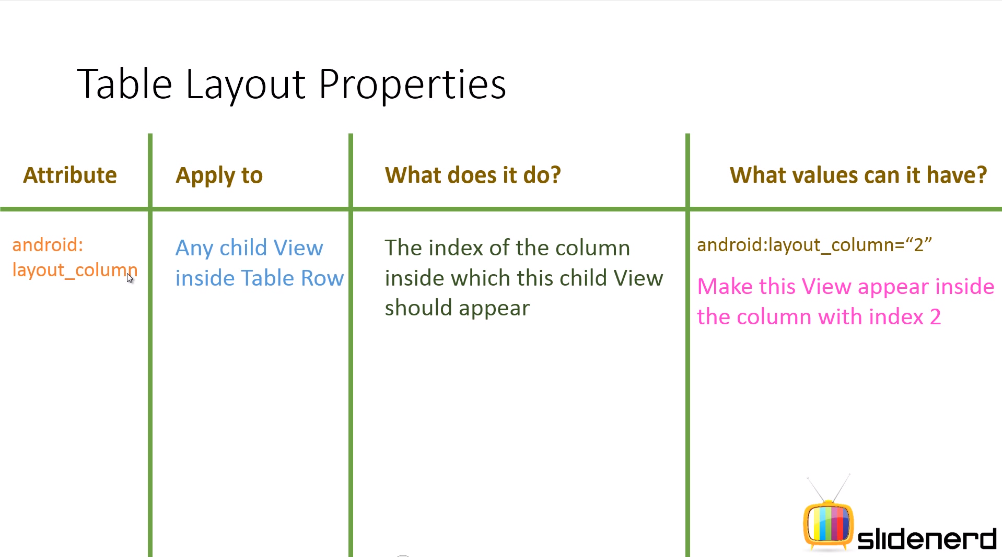 Table Layout Properties
Attribute
Apply to
What does it do?
What values can it have?
android:
layout_column
Any child View
inside Table Row
The index of the column
inside which this child View
should appear
android:layout_column=“2”
Make this View appear inside
the column with index 2
slidenerd